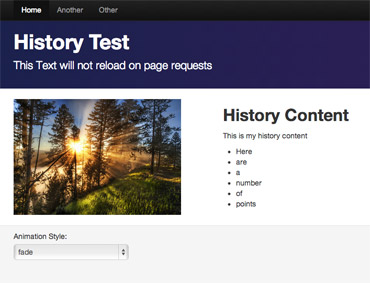 Home Another Other
History Test
This Text will not reload on page requests
History Content
This is my history content
Here
are
a
number
of
points
Animation Style:
fade